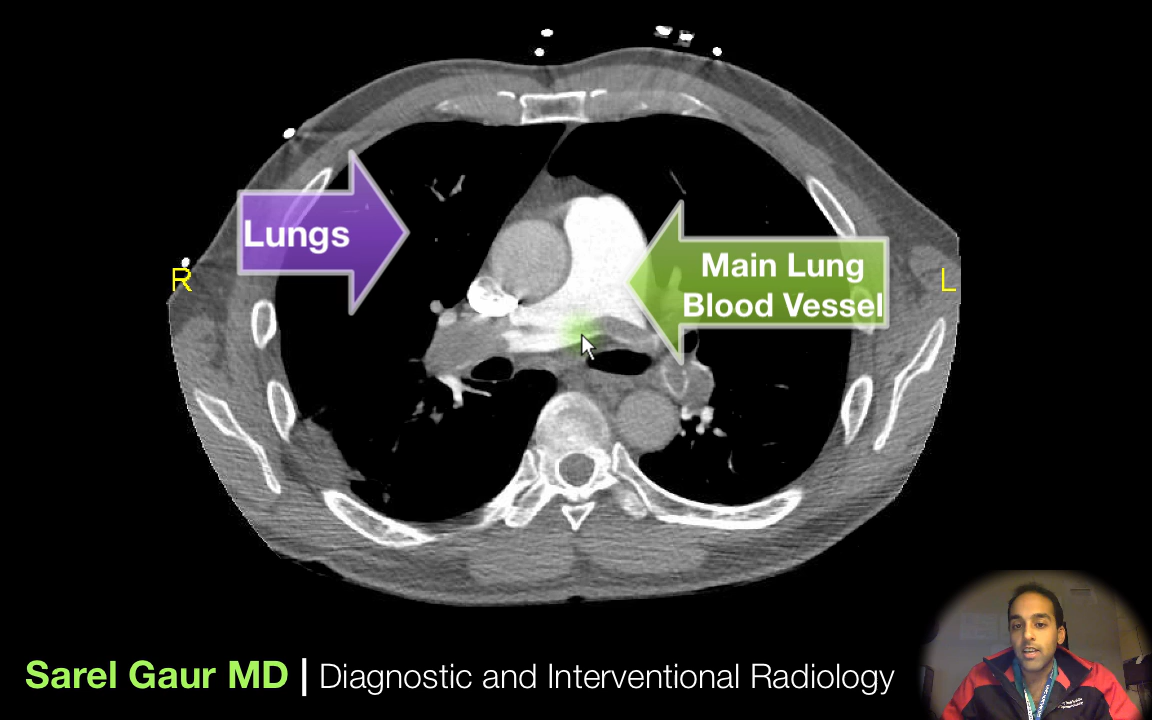 Lungs
Main Lung
Blood Vessel
R
L
Sarel Gaur MD | Diagnostic and Interventional Radiology